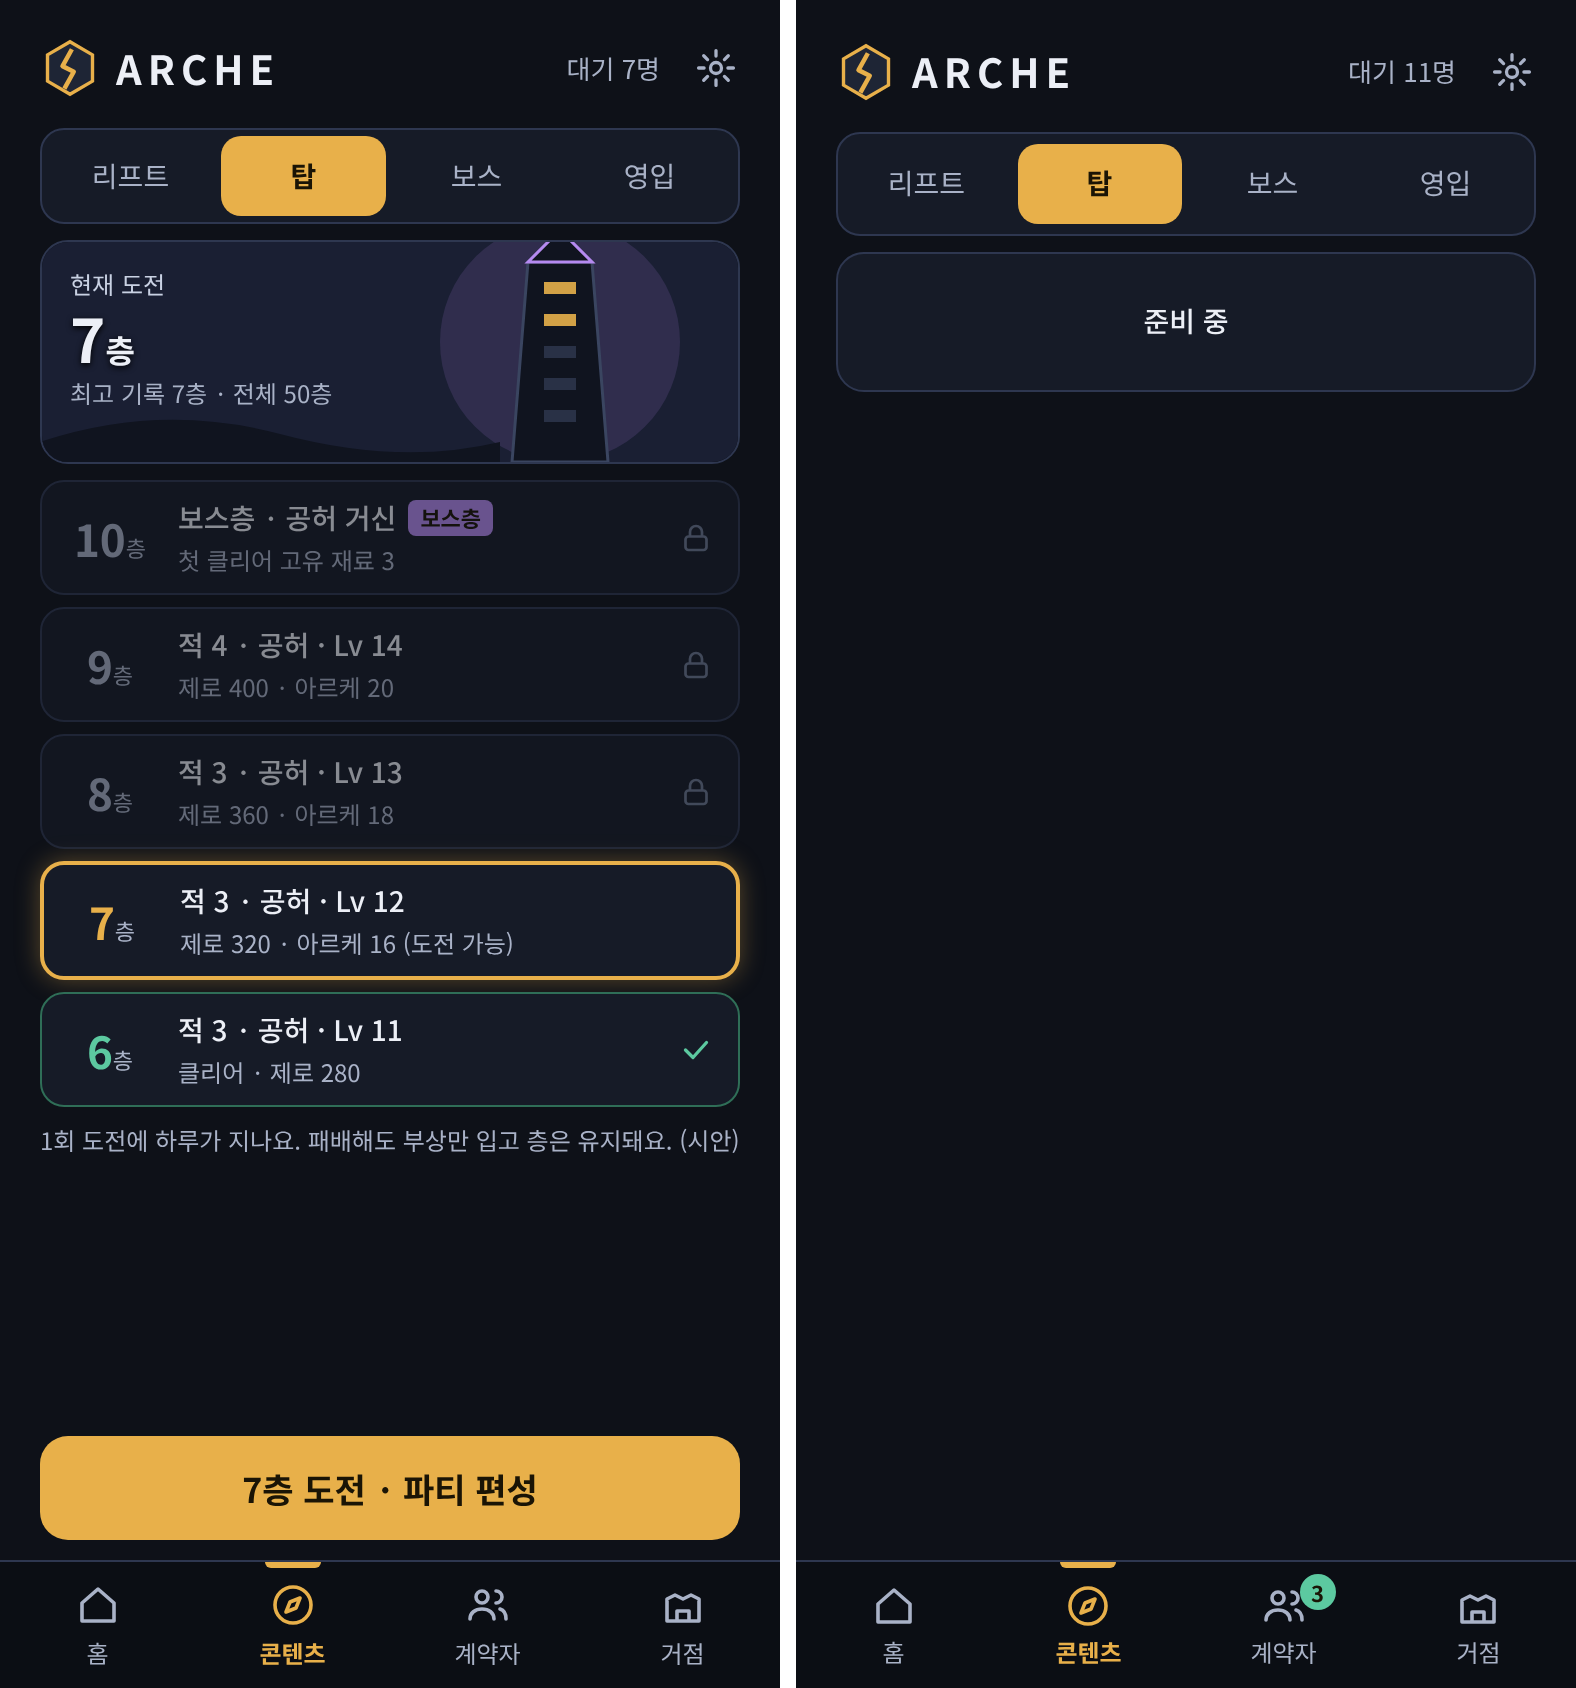 ARCHE
대기 7명
리프트
탑
보스
영입
현재 도전
7층
최고 기록 7층 · 전체 50층
10층
보스층 · 공허 거신 보스층
첫 클리어 고유 재료 3
9층
적 4 · 공허 · Lv 14
제로 400 · 아르케 20
8층
적 3 · 공허 · Lv 13
제로 360 · 아르케 18
7층
적 3 · 공허 · Lv 12
제로 320 · 아르케 16 (도전 가능)
6층
적 3 · 공허 · Lv 11
클리어 · 제로 280
1회 도전에 하루가 지나요. 패배해도 부상만 입고 층은 유지돼요. (시안)
7층 도전 · 파티 편성
홈
콘텐츠
계약자
거점
ARCHE
대기 11명
리프트
탑
보스
영입
준비 중
홈
콘텐츠
3
계약자
거점